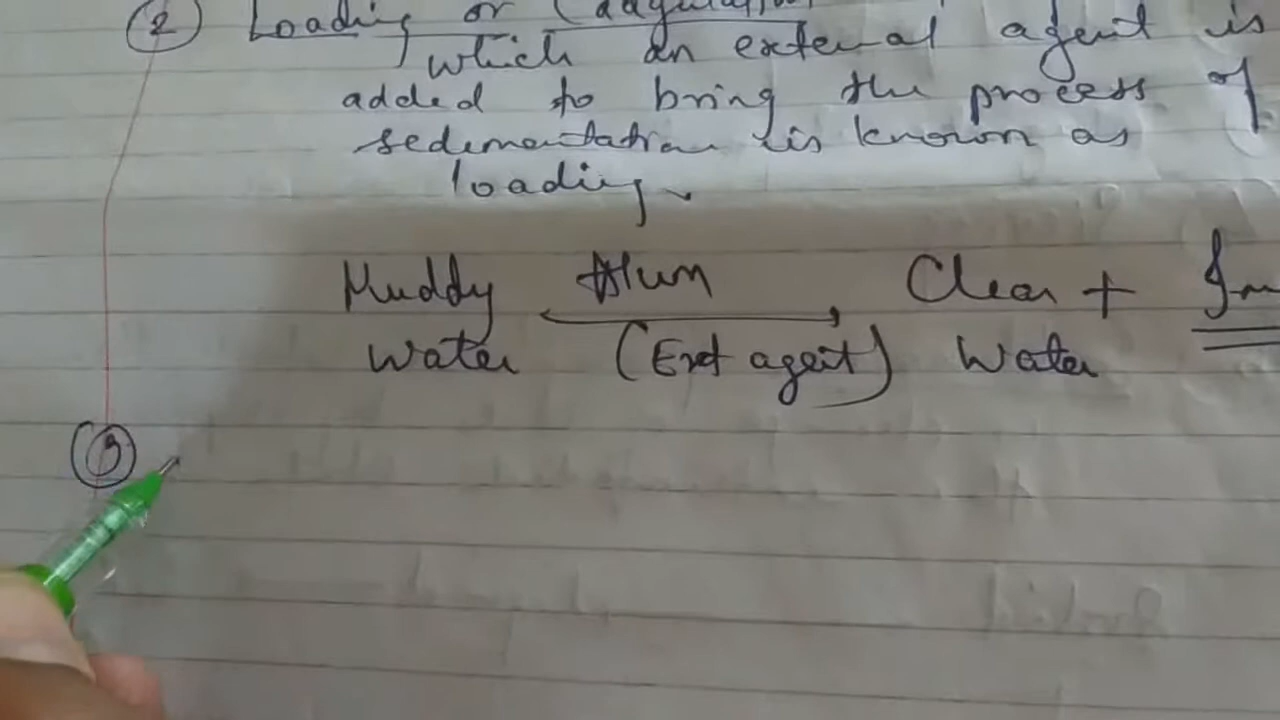 ② Loading or (
which an external agent is
added to bring the process of
sedimentation is known as
loading.
Muddy Alum Clear +
Water (Ext agent) Water
③